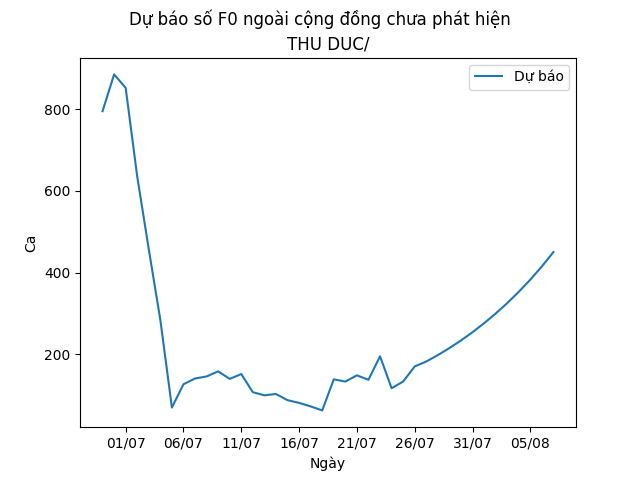 Dự báo số F0 ngoài cộng đồng chưa phát hiện
THU DUC/
Dự báo
800
600
400
200
Ca
01/07 06/07 11/07 16/07 21/07 26/07 31/07 05/08
Ngày